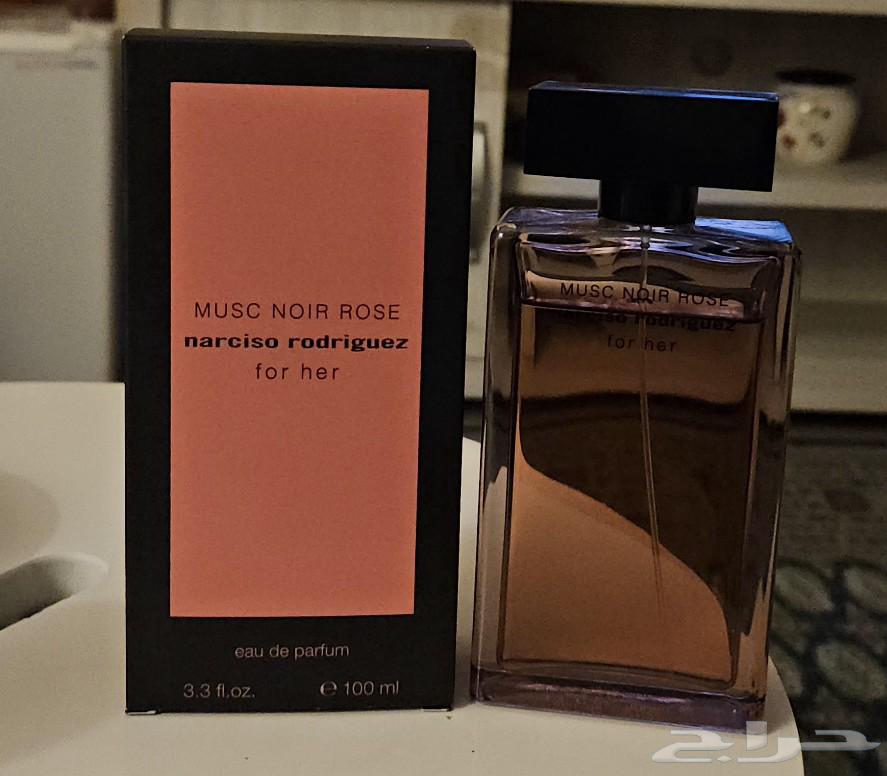 MUSC NOIR ROSE
narciso rodriguez
for her
eau de parfum
3.3 fl.oz. ℮ 100 ml
MUSC NOIR ROSE
narciso rodriguez
for her
حراج